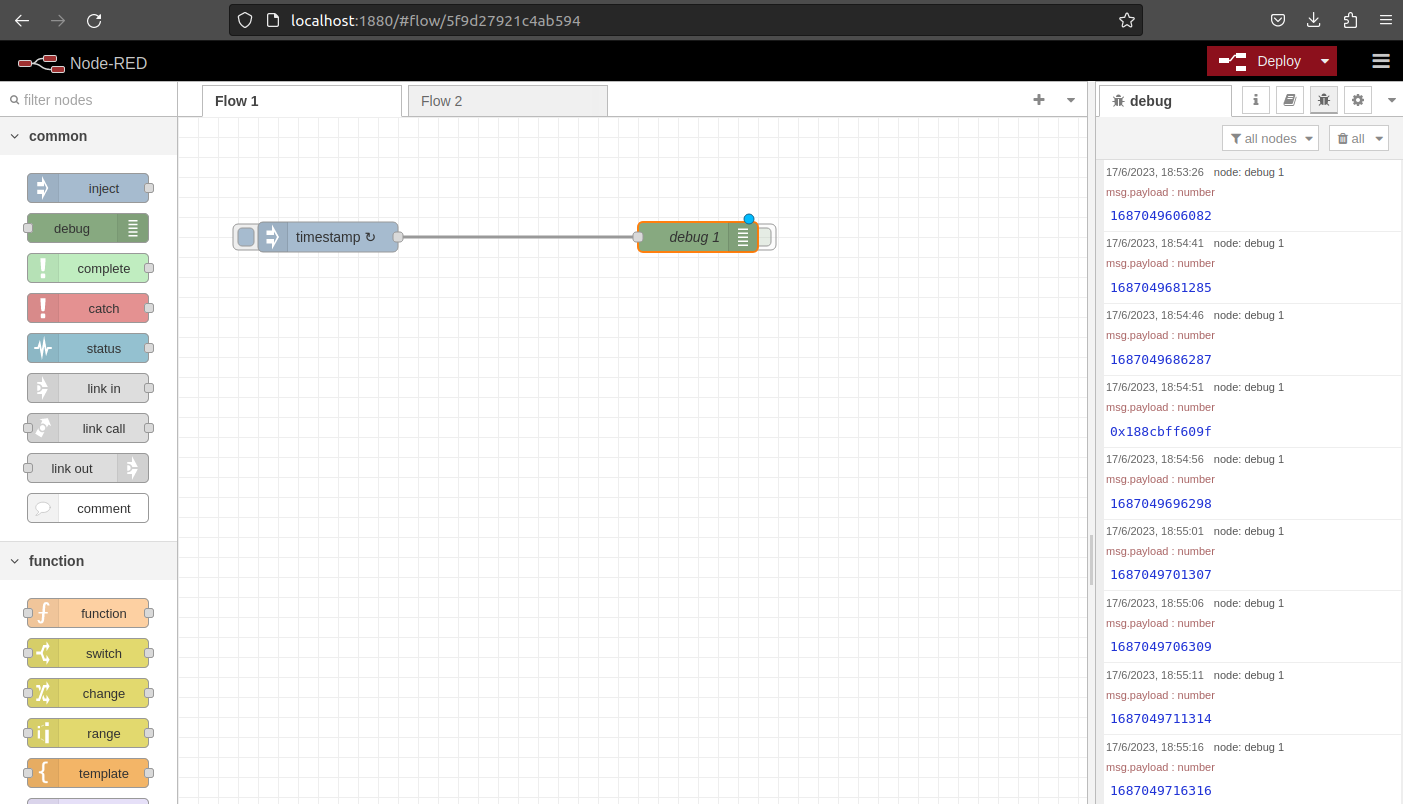 localhost:1880/#flow/5f9d27921c4ab594
Node-RED
Deploy
filter nodes
common
inject
debug
complete
catch
status
link in
link call
link out
comment
function
function
switch
change
range
template
Flow 1
Flow 2
timestamp ↻
debug 1
debug
all nodes
all
17/6/2023, 18:53:26 node: debug 1
msg.payload : number
1687049606082
17/6/2023, 18:54:41 node: debug 1
msg.payload : number
1687049681285
17/6/2023, 18:54:46 node: debug 1
msg.payload : number
1687049686287
17/6/2023, 18:54:51 node: debug 1
msg.payload : number
0x188cbff609f
17/6/2023, 18:54:56 node: debug 1
msg.payload : number
1687049696298
17/6/2023, 18:55:01 node: debug 1
msg.payload : number
1687049701307
17/6/2023, 18:55:06 node: debug 1
msg.payload : number
1687049706309
17/6/2023, 18:55:11 node: debug 1
msg.payload : number
1687049711314
17/6/2023, 18:55:16 node: debug 1
msg.payload : number
1687049716316